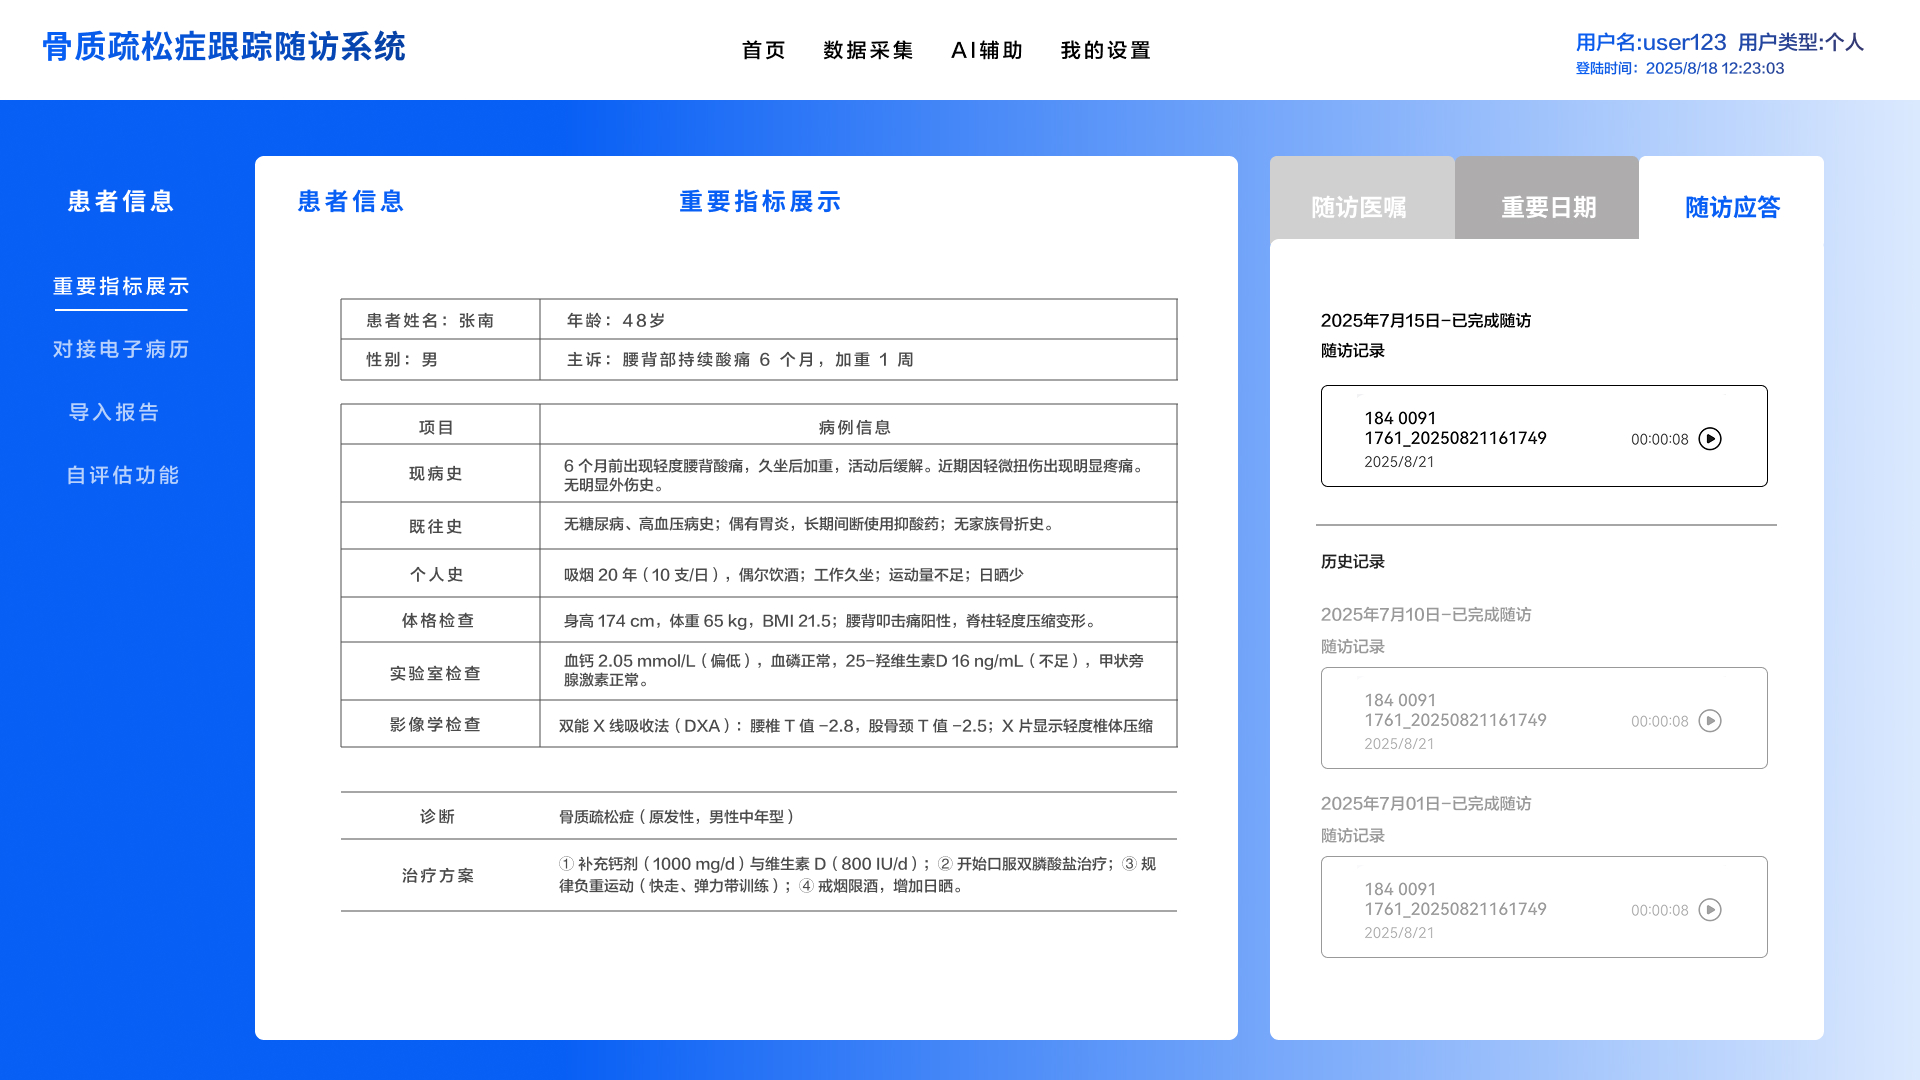 骨质疏松症跟踪随访系统
首页 数据采集 AI辅助 我的设置
用户名:user123 用户类型:个人
登陆时间：2025/8/18 12:23:03
患者信息
重要指标展示
对接电子病历
导入报告
自评估功能
患者信息 重要指标展示
患者姓名：张南 年龄：48岁
性别：男 主诉：腰背部持续酸痛 6 个月，加重 1 周
项目 病例信息
现病史 6 个月前出现轻度腰背酸痛，久坐后加重，活动后缓解。近期因轻微扭伤出现明显疼痛。
无明显外伤史。
既往史 无糖尿病、高血压病史；偶有胃炎，长期间断使用抑酸药；无家族骨折史。
个人史 吸烟 20 年（10 支/日），偶尔饮酒；工作久坐；运动量不足；日晒少
体格检查 身高 174 cm，体重 65 kg，BMI 21.5；腰背叩击痛阳性，脊柱轻度压缩变形。
实验室检查 血钙 2.05 mmol/L（偏低），血磷正常，25-羟维生素D 16 ng/mL（不足），甲状旁
腺激素正常。
影像学检查 双能 X 线吸收法（DXA）：腰椎 T 值 -2.8，股骨颈 T 值 -2.5；X 片显示轻度椎体压缩
诊断 骨质疏松症（原发性，男性中年型）
治疗方案 ① 补充钙剂（1000 mg/d）与维生素 D（800 IU/d）；② 开始口服双膦酸盐治疗；③ 规
律负重运动（快走、弹力带训练）；④ 戒烟限酒，增加日晒。
随访医嘱 重要日期 随访应答
2025年7月15日-已完成随访
随访记录
184 0091
1761_20250821161749 00:00:08
2025/8/21
历史记录
2025年7月10日-已完成随访
随访记录
184 0091
1761_20250821161749 00:00:08
2025/8/21
2025年7月01日-已完成随访
随访记录
184 0091
1761_20250821161749 00:00:08
2025/8/21